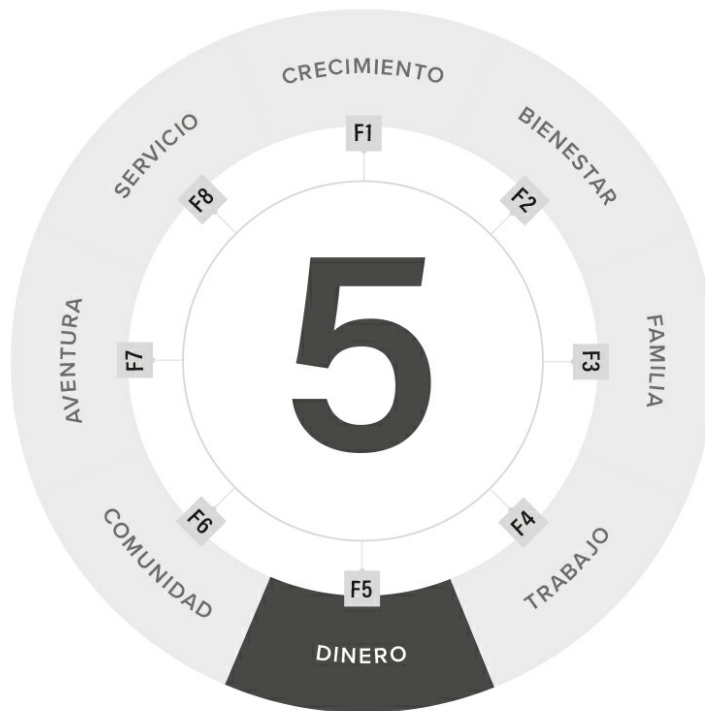 CRECIMIENTO
F1
BIENESTAR
F2
FAMILIA
F3
TRABAJO
F4
DINERO
F5
COMUNIDAD
F6
AVENTURA
F7
SERVICIO
F8
5